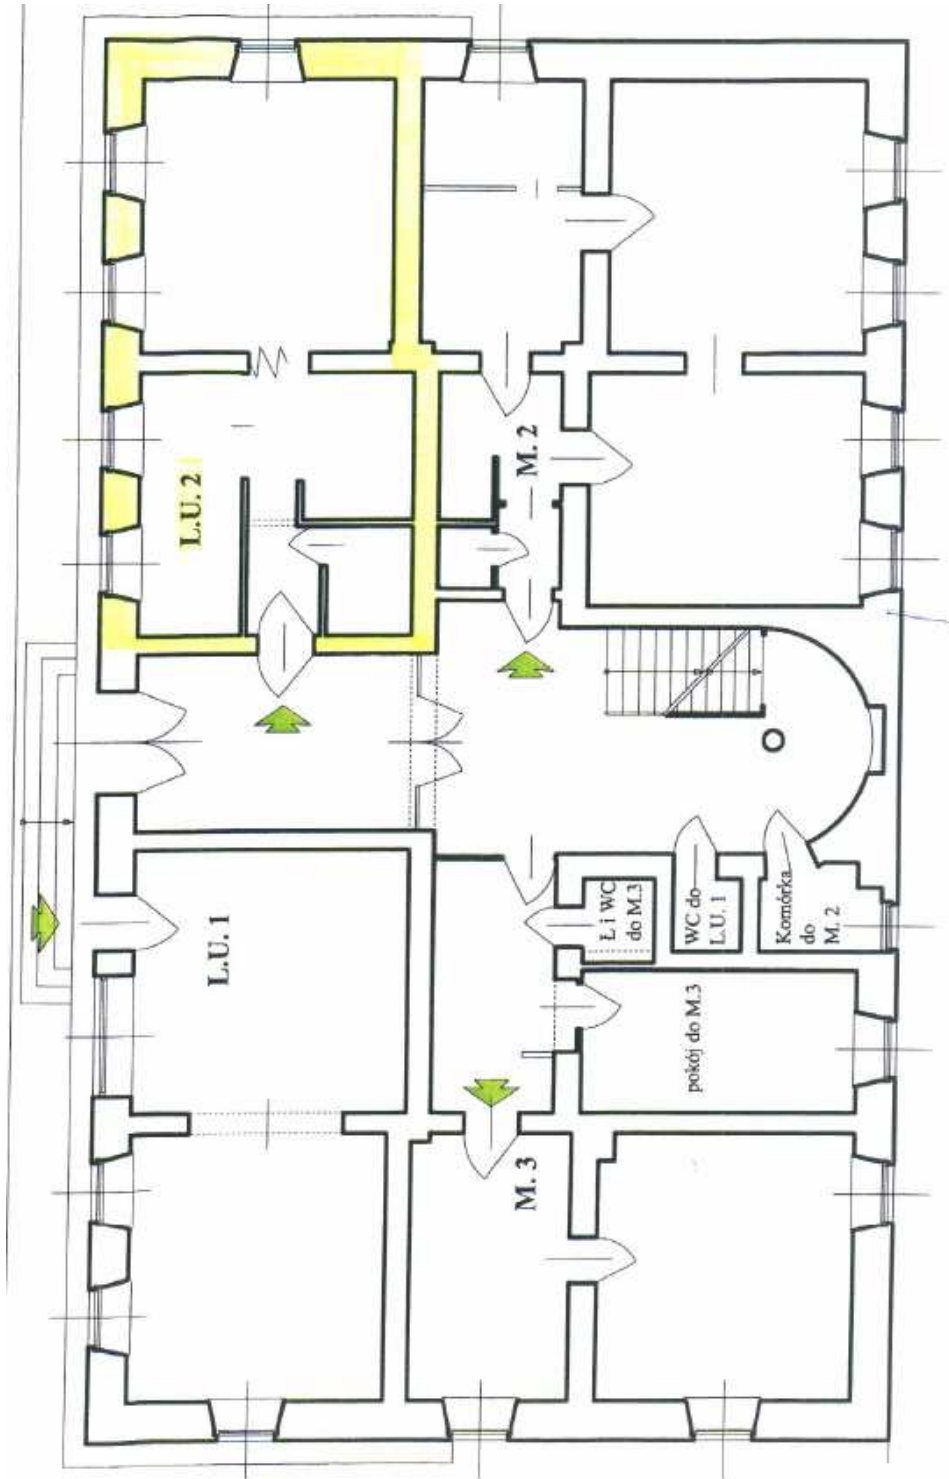 L.U. 2
M. 2
L.U. 1
Ł i WC
do M.3
WC do
L.U. 1
Komórka
do
M. 2
pokój do M.3
M. 3